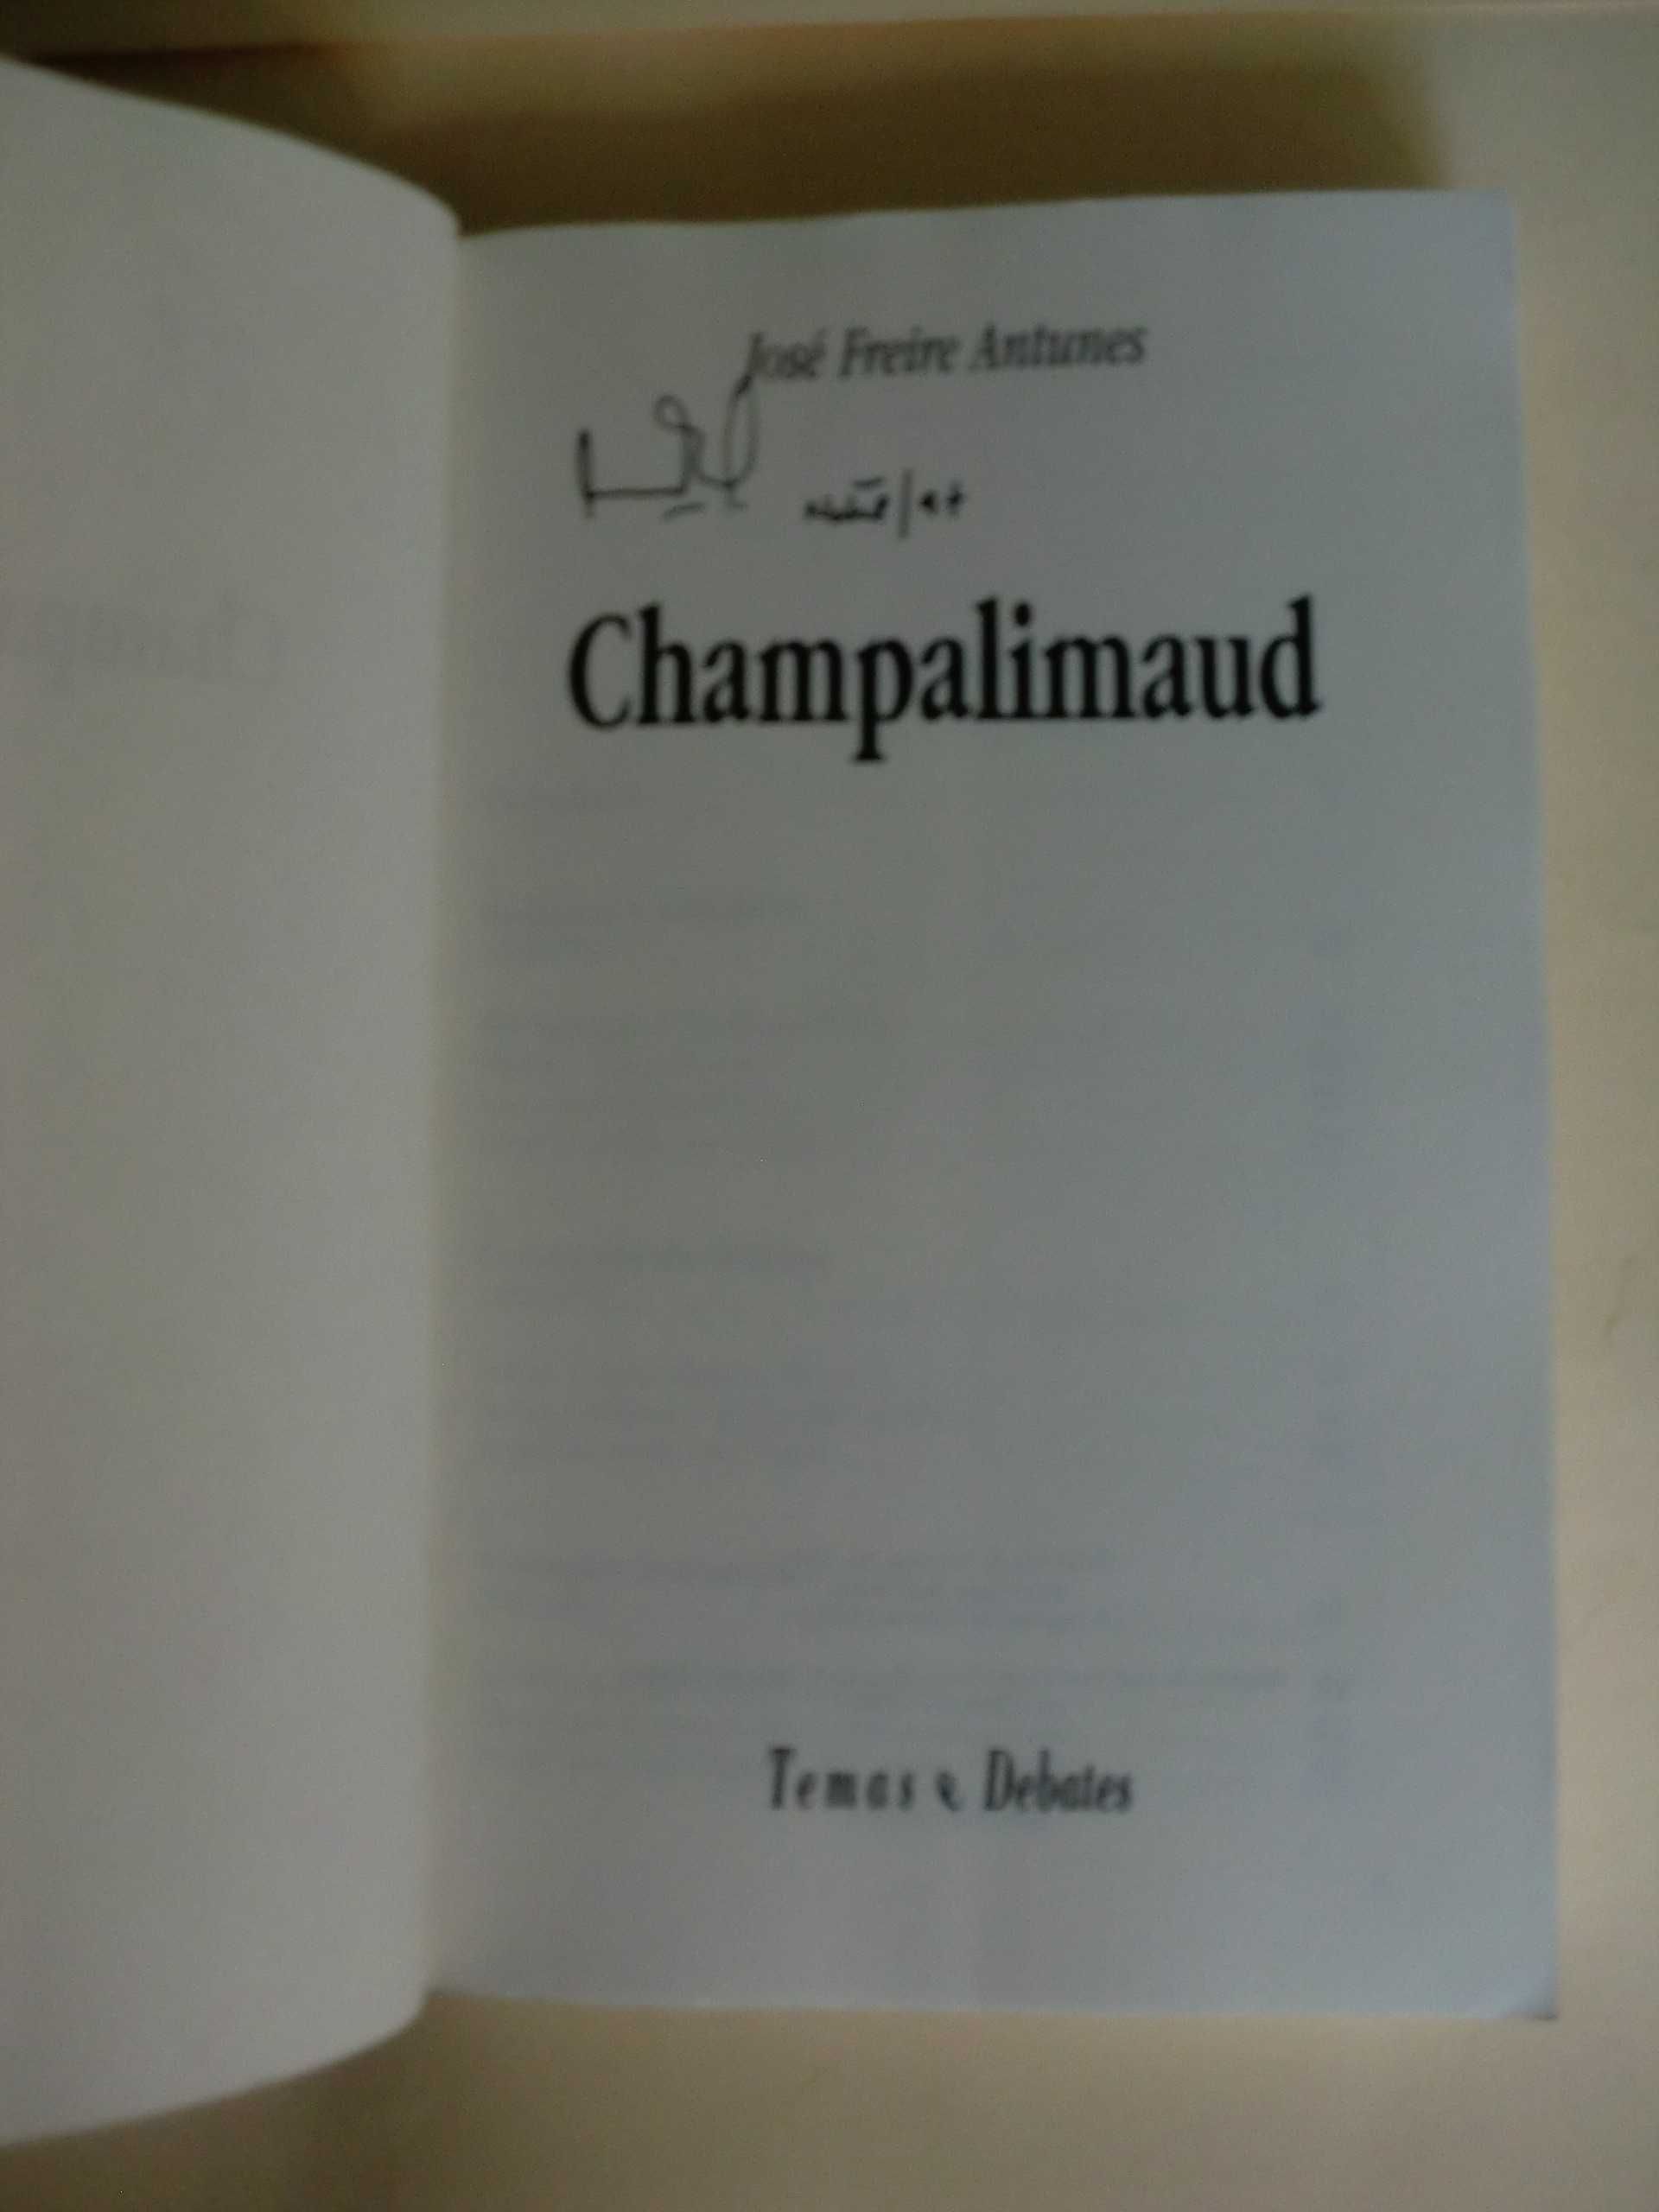 José Freire Antunes
Champalimaud
Temas e Debates